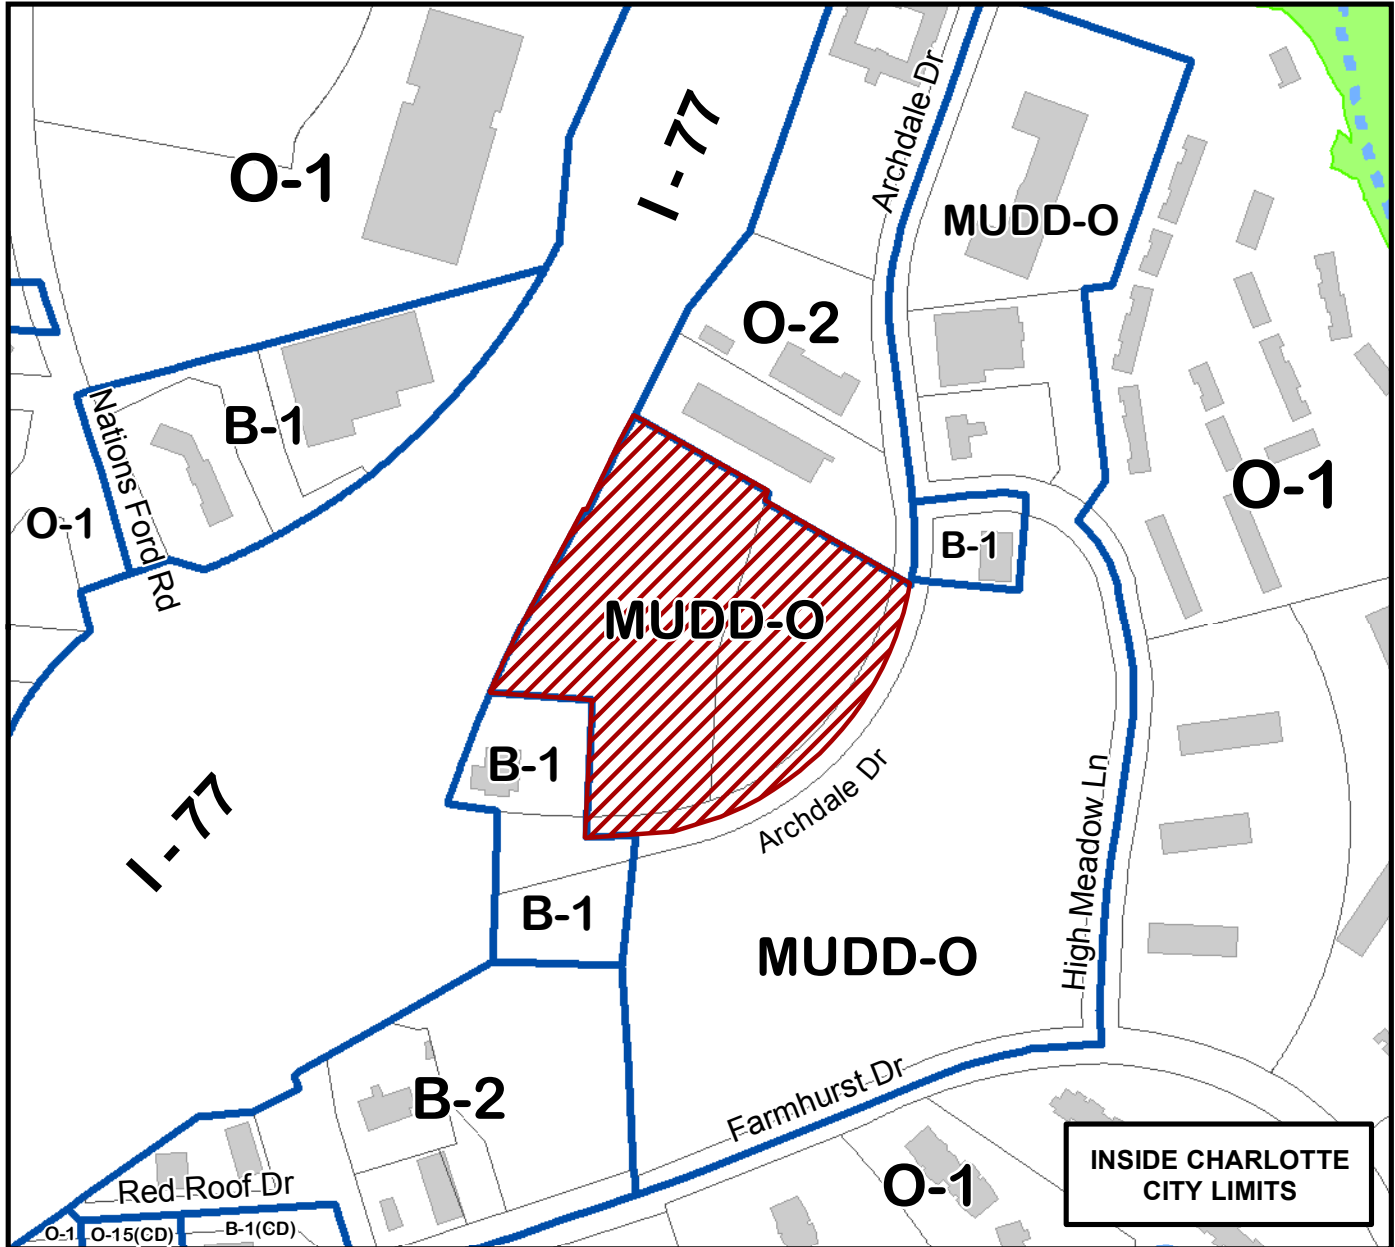 I - 77
Archdale Dr
O-1
MUDD-O
O-2
Nations Ford Rd
B-1
O-1
O-1
B-1
MUDD-O
B-1
Archdale Dr
High Meadow Ln
I - 77
B-1
MUDD-O
Farmhurst Dr
B-2
INSIDE CHARLOTTE
CITY LIMITS
Red Roof Dr
O-1
O-1
O-15(CD)
B-1(CD)